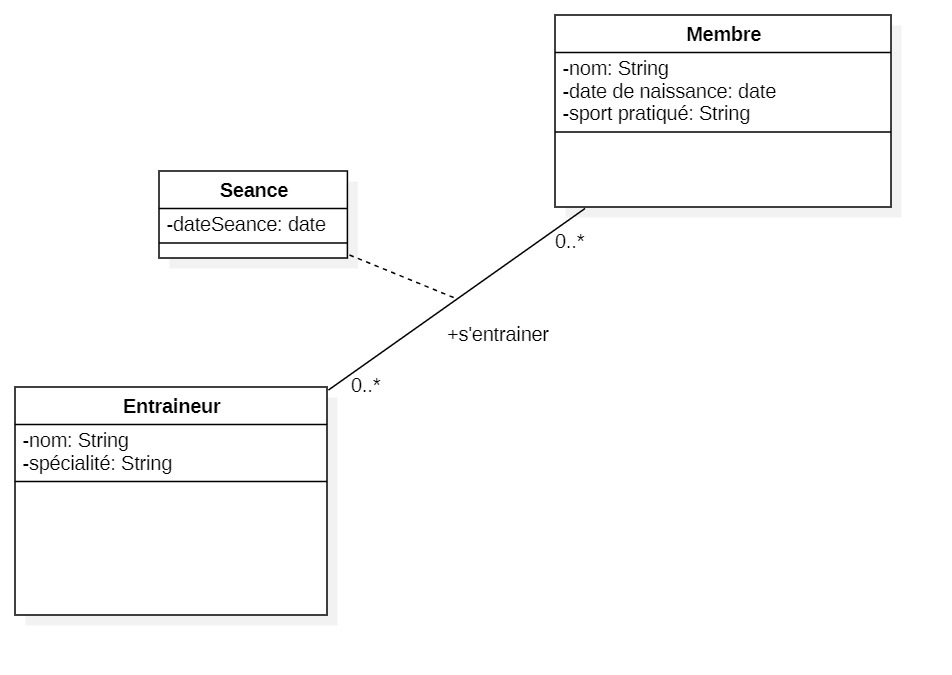 Membre
-nom: String
-date de naissance: date
-sport pratiqué: String
Seance
-dateSeance: date
0..*
+s'entrainer
0..*
Entraineur
-nom: String
-spécialité: String